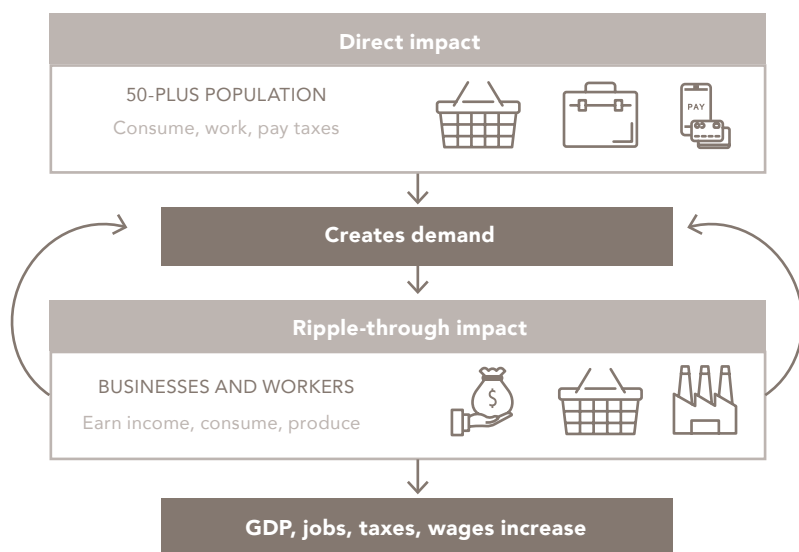 Direct impact
50-PLUS POPULATION
Consume, work, pay taxes
PAY
Creates demand
Ripple-through impact
BUSINESSES AND WORKERS
Earn income, consume, produce
$
GDP, jobs, taxes, wages increase